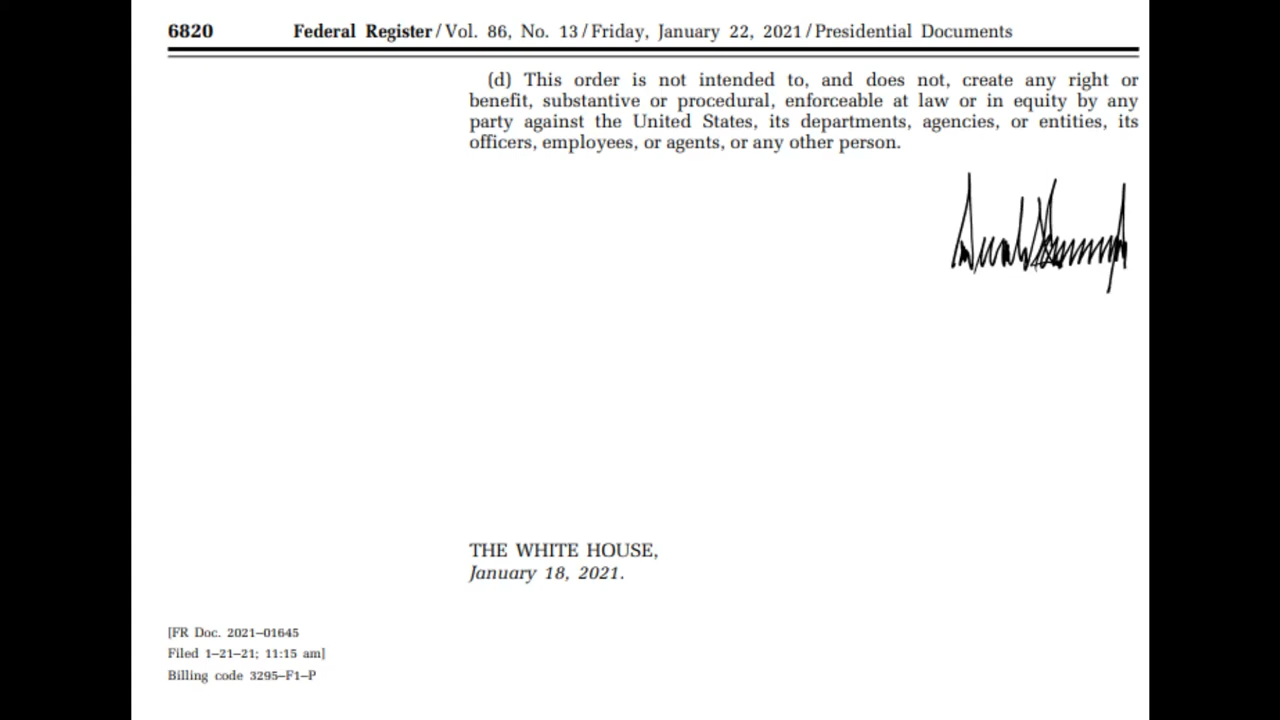 6820 Federal Register / Vol. 86, No. 13 / Friday, January 22, 2021 / Presidential Documents
(d) This order is not intended to, and does not, create any right or
benefit, substantive or procedural, enforceable at law or in equity by any
party against the United States, its departments, agencies, or entities, its
officers, employees, or agents, or any other person.
THE WHITE HOUSE,
January 18, 2021.
[FR Doc. 2021–01645
Filed 1–21–21; 11:15 am]
Billing code 3295–F1–P